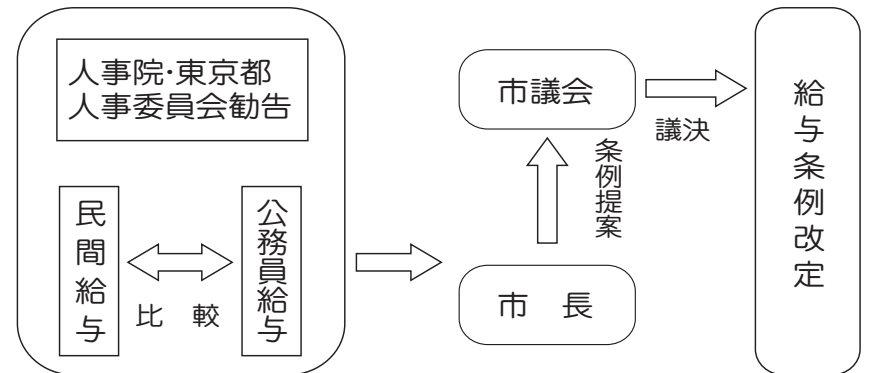 人事院・東京都
人事委員会勧告
民間給与
比　較
公務員給与
市議会
条例提案
市　長
議決
給与条例改定